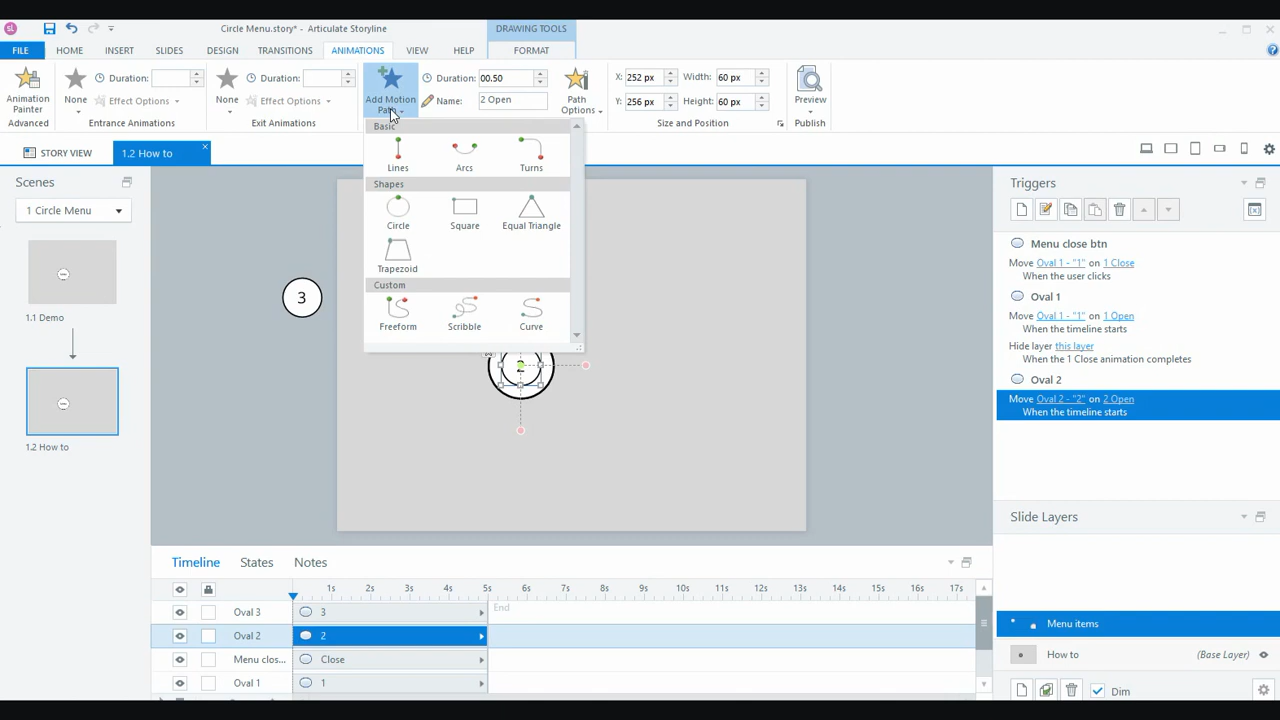 Circle Menu.story* - Articulate Storyline
DRAWING TOOLS
FILE HOME INSERT SLIDES DESIGN TRANSITIONS ANIMATIONS VIEW HELP FORMAT
Animation Painter
None
Duration:
Effect Options
None
Duration:
Effect Options
Add Motion Path
Duration: 00.50
Name: 2 Open
Path Options
X: 252 px Width: 60 px
Y: 256 px Height: 60 px
Preview
Advanced Entrance Animations Exit Animations Size and Position Publish
Basic
Lines Arcs Turns
Shapes
Circle Square Equal Triangle
Trapezoid
Custom
Freeform Scribble Curve
STORY VIEW 1.2 How to
Scenes
1 Circle Menu
1.1 Demo
1.2 How to
3
2
Triggers
Menu close btn
Move Oval 1 - "1" on 1 Close
When the user clicks
Oval 1
Move Oval 1 - "1" on 1 Open
When the timeline starts
Hide layer this layer
When the 1 Close animation completes
Oval 2
Move Oval 2 - "2" on 2 Open
When the timeline starts
Slide Layers
Menu items
How to (Base Layer)
Dim
Timeline States Notes
1s 2s 3s 4s 5s 6s 7s 8s 9s 10s 11s 12s 13s 14s 15s 16s 17s
Oval 3 3 End
Oval 2 2
Menu clos... Close
Oval 1 1